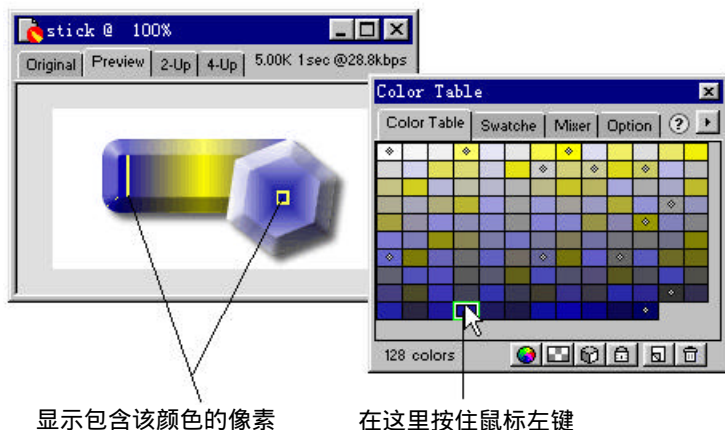 stick @ 100%
Original Preview 2-Up 4-Up 5.00K 1sec @28.8kbps
Color Table
Color Table Swatche Mixer Option ?
128 colors
显示包含该颜色的像素
在这里按住鼠标左键